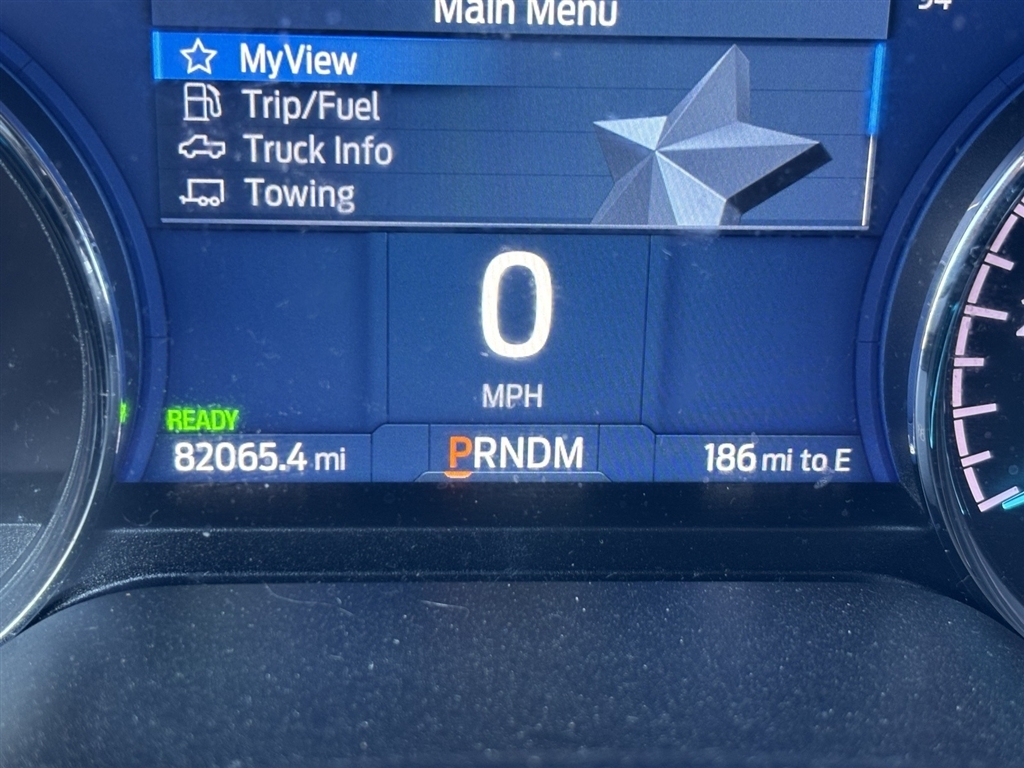 Main Menu
MyView
Trip/Fuel
Truck Info
Towing
0
MPH
READY
82065.4 mi
PRNDM
186 mi to E